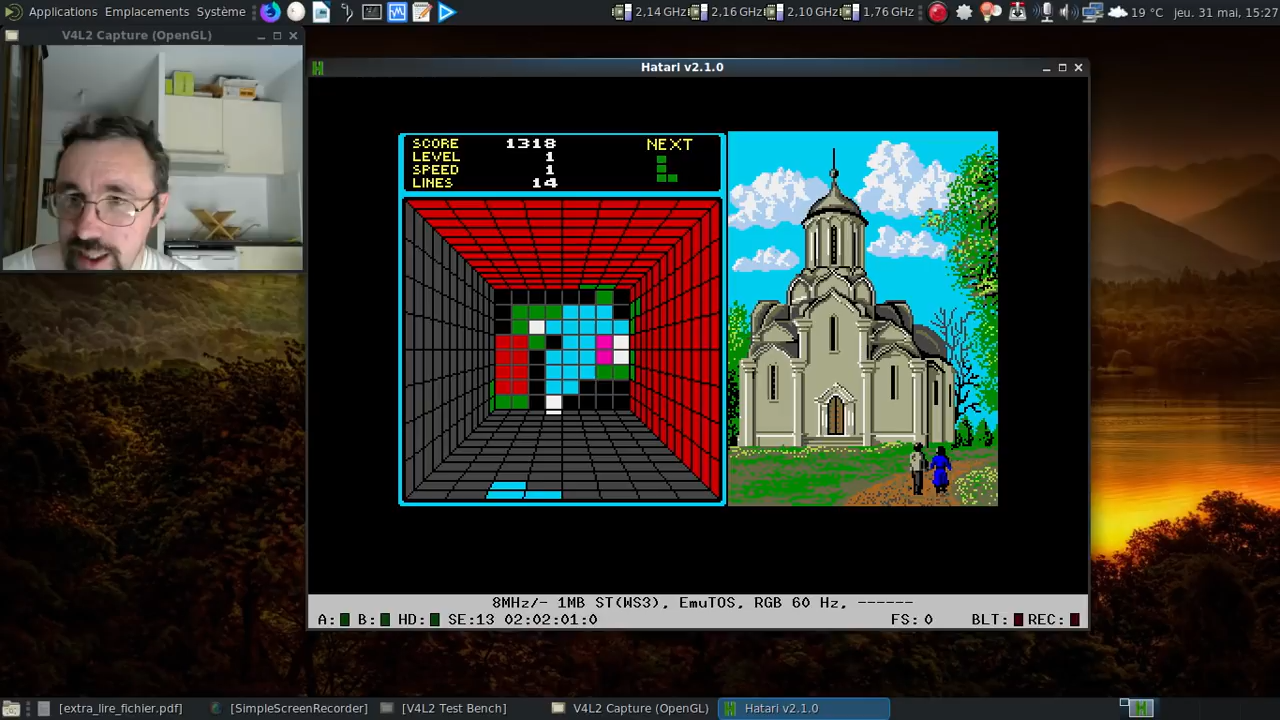 Applications Emplacements Système
2,14 GHz 2,16 GHz 2,10 GHz 1,76 GHz 19 °C jeu. 31 mai, 15:27
V4L2 Capture (OpenGL)
Hatari v2.1.0
SCORE 1318 NEXT
LEVEL 1
SPEED 1
LINES 14
8MHz/- 1MB ST(WS3), EmuTOS, RGB 60 Hz, ------
A: B: HD: SE:13 02:02:01:0 FS: 0 BLT: REC:
[extra_lire_fichier.pdf] [SimpleScreenRecorder] [V4L2 Test Bench] V4L2 Capture (OpenGL) Hatari v2.1.0